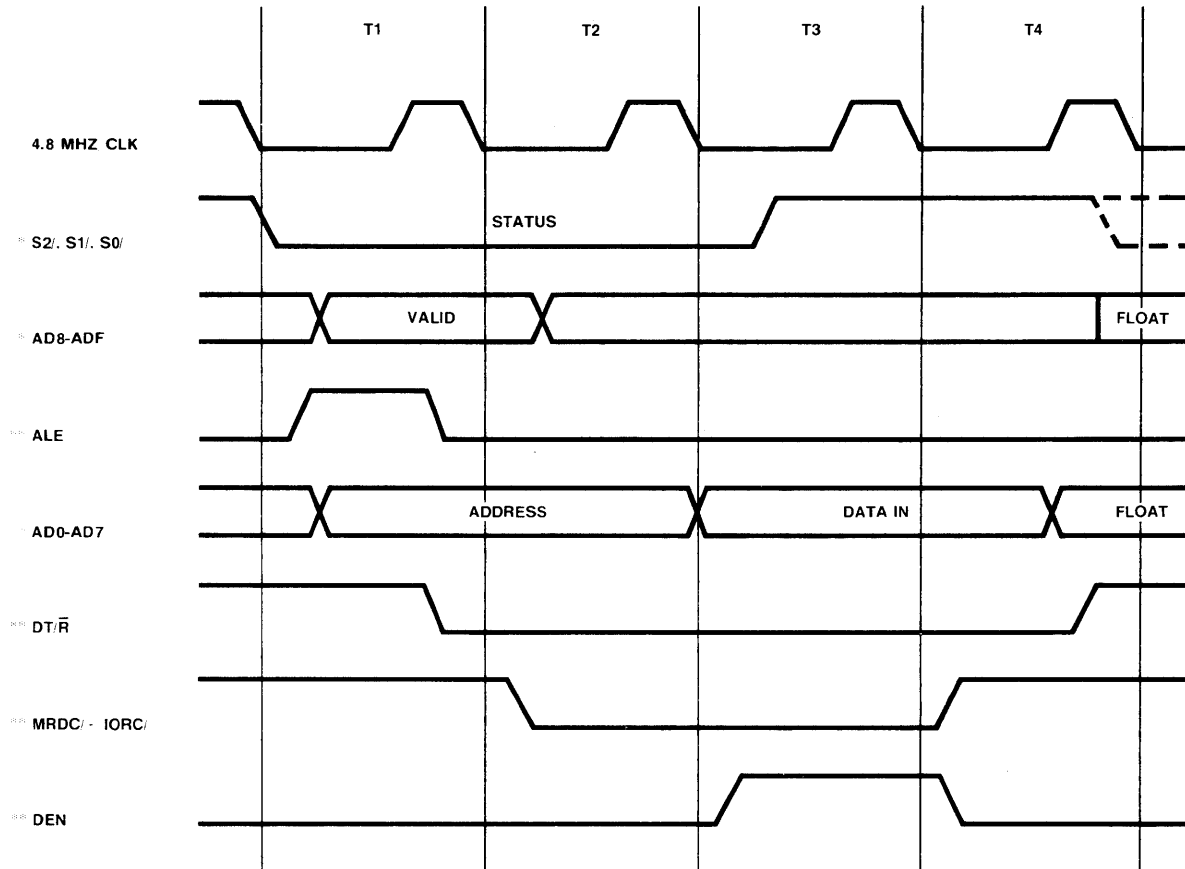 T1 T2 T3 T4
4.8 MHZ CLK
* S2/. S1/. S0/
STATUS
* AD8-ADF
VALID
FLOAT
** ALE
* AD0-AD7
ADDRESS
DATA IN
FLOAT
** DT/R̅
** MRDC/ - IORC/
** DEN